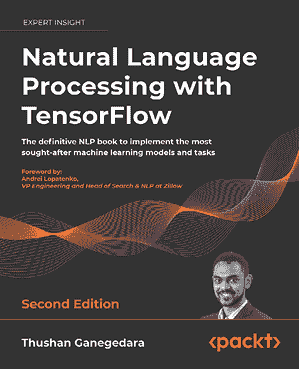 EXPERT INSIGHT
Natural Language
Processing with
TensorFlow
The definitive NLP book to implement the most
sought-after machine learning models and tasks
Foreword by:
Andrei Lopatenko,
VP Engineering and Head of Search & NLP at Zillow
Second Edition
Thushan Ganegedara
<packt>